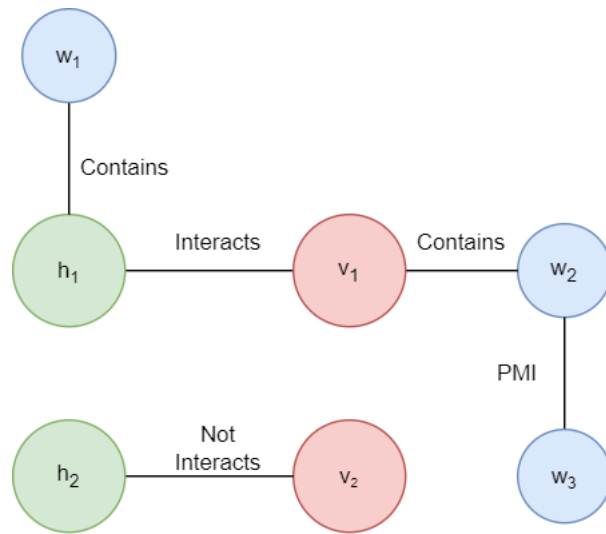 w₁
Contains
Interacts
Contains
h₁
v₁
w₂
PMI
Not
Interacts
h₂
v₂
w₃